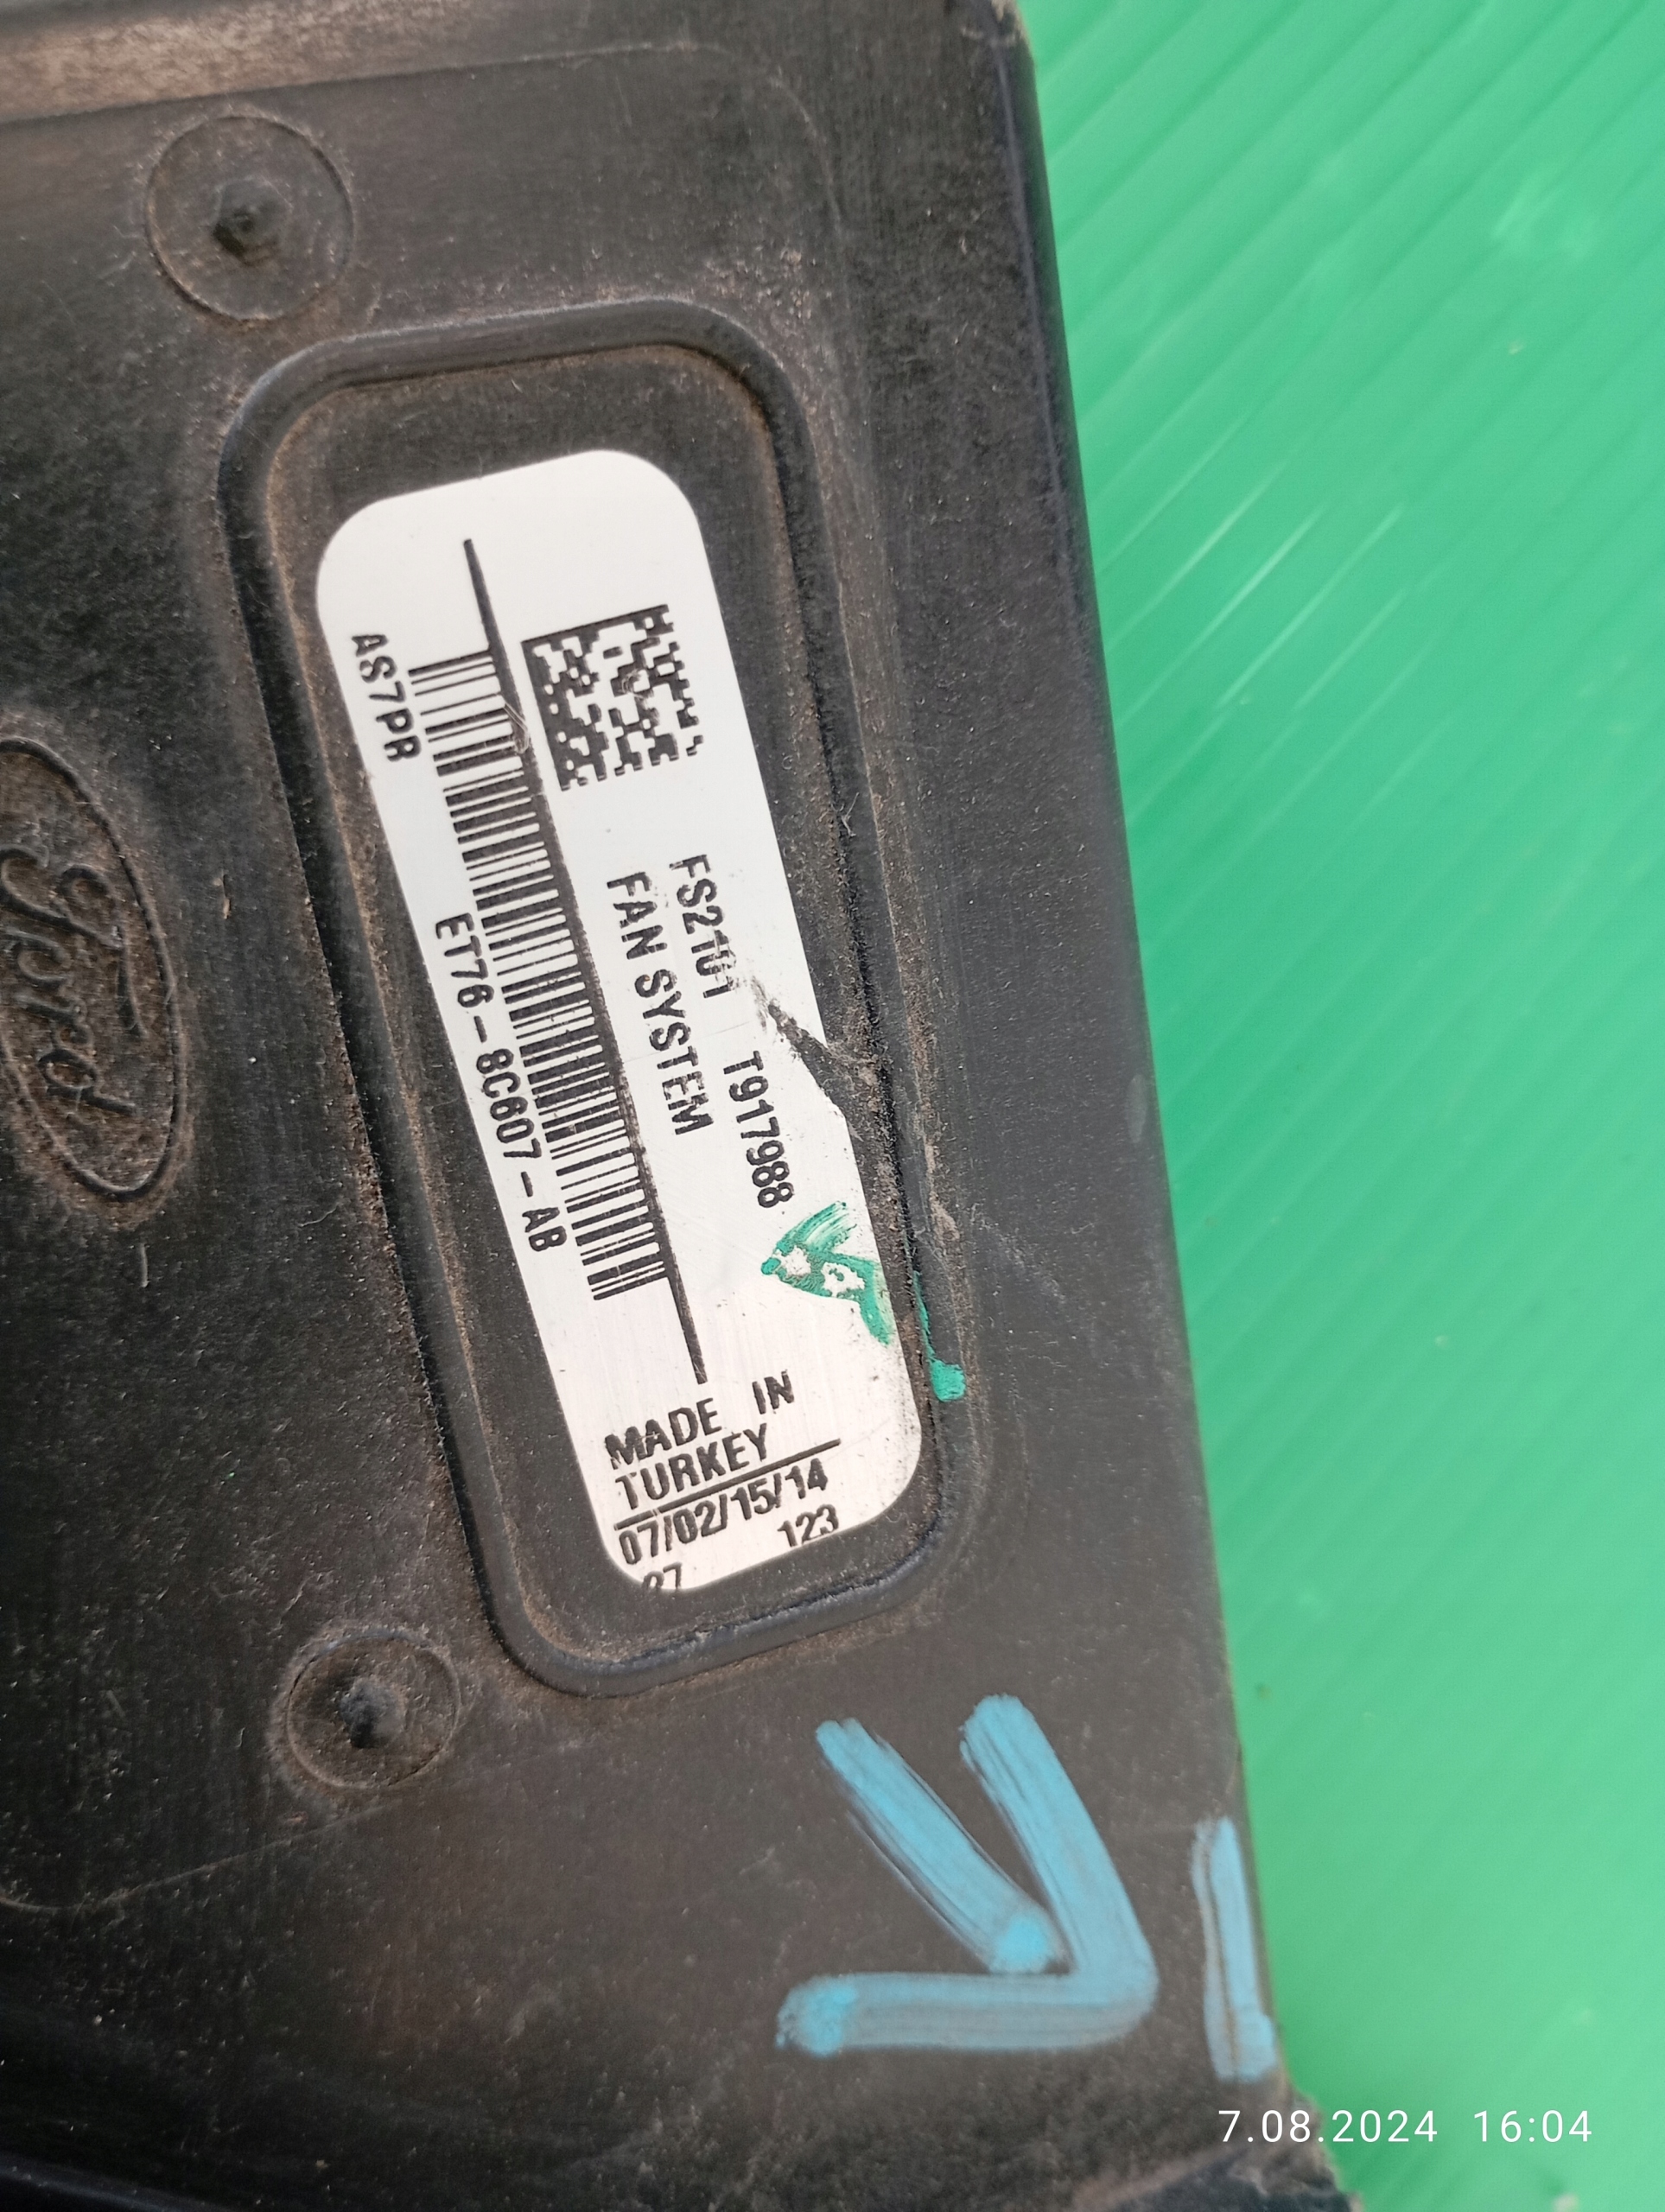 Ford
AS7PR
ET76-8C607-AB
FAN SYSTEM
FS2101 T917988
MADE IN
TURKEY
07/02/15/14
123
7.08.2024 16:04